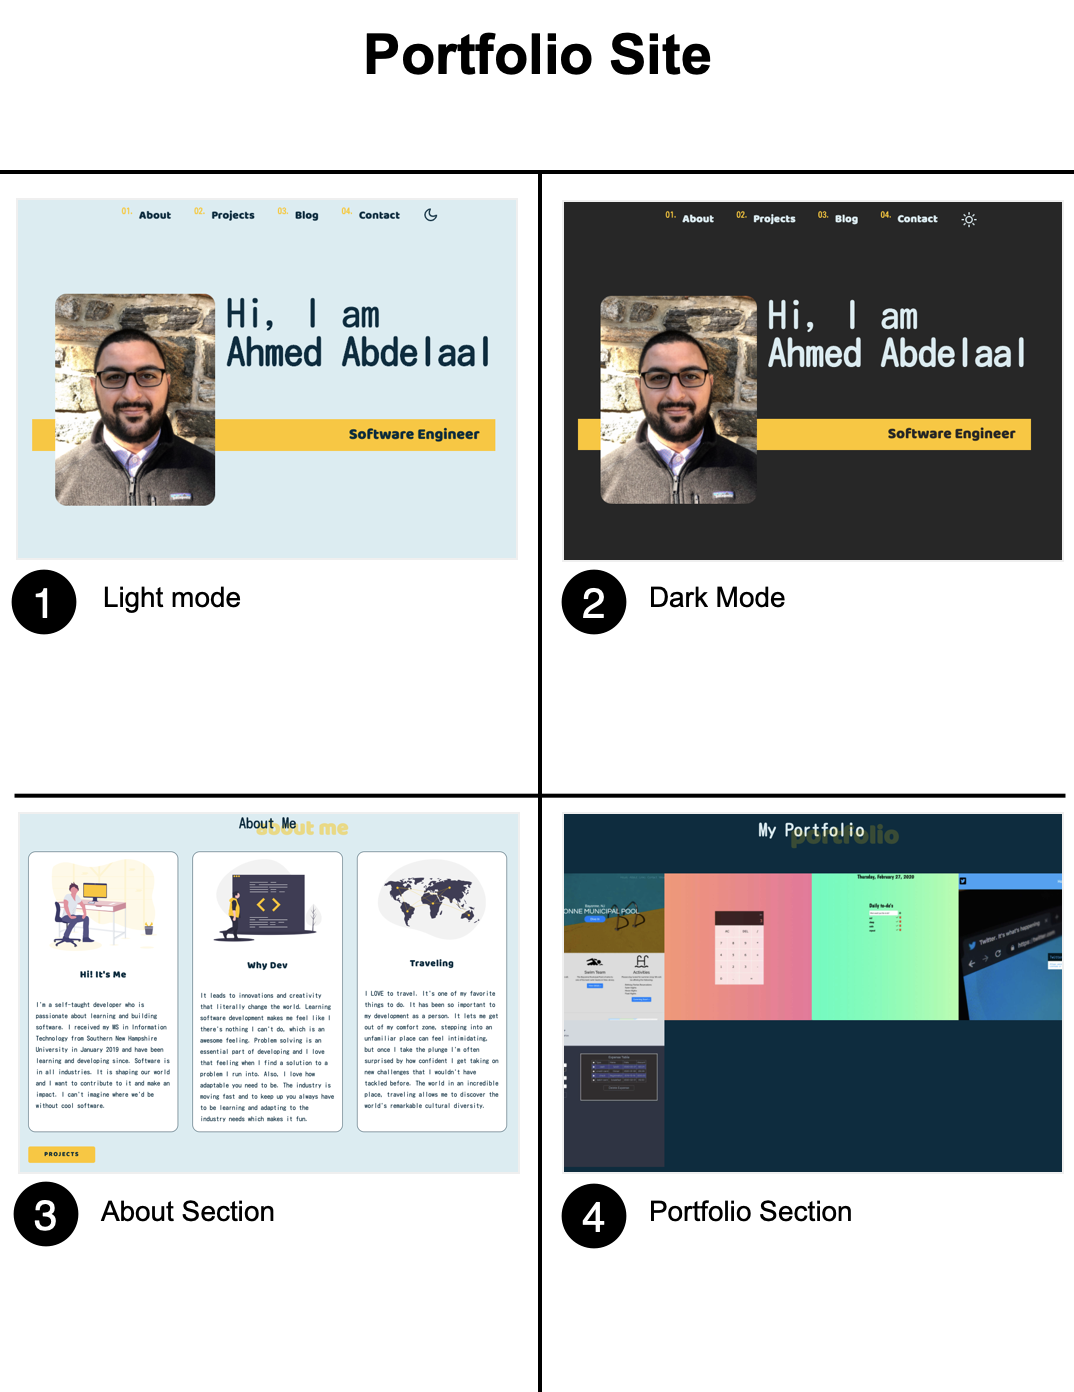 Portfolio Site
01. About 02. Projects 03. Blog 04. Contact
Hi, I am
Ahmed Abdelaal
Software Engineer
1 Light mode
01. About 02. Projects 03. Blog 04. Contact
Hi, I am
Ahmed Abdelaal
Software Engineer
2 Dark Mode
About Me
about me
Hi! It's Me
I'm a self-taught developer who is
passionate about learning and building
software. I received my MS in Information
Technology from Southern New Hampshire
University in January 2019 and have been
learning and developing since. Software is
in all industries. It is shaping our world
and I want to contribute to it and make an
impact. I can't imagine where we'd be
without cool software.
Why Dev
It leads to innovations and creativity
that literally change the world. Learning
software development makes me feel like I
there's nothing I can't do, which is an
awesome feeling. Problem solving is an
essential part of developing and I love
that feeling when I find a solution to a
problem I run into. Also, I love how
adaptable you need to be. The industry is
moving fast and to keep up you always have
to be learning and adapting to the
industry needs which makes it fun.
Traveling
I LOVE to travel. It's one of my favorite
things to do. It has been so important to
my development as a person. It lets me get
out of my comfort zone, stepping into an
unfamiliar place can feel intimidating,
but once I take the plunge I'm often
surprised by how confident I get taking on
new challenges that I wouldn't have
tackled before. The world in an incredible
place, traveling allows me to discover the
world's remarkable cultural diversity.
PROJECTS
3 About Section
My Portfolio
portfolio
ONNE MUNICIPAL POOL
Swim Team
Activities
Thursday, February 27, 2020
Daily to-do's
Twitter. It's what's happening
https://twitter.com
4 Portfolio Section